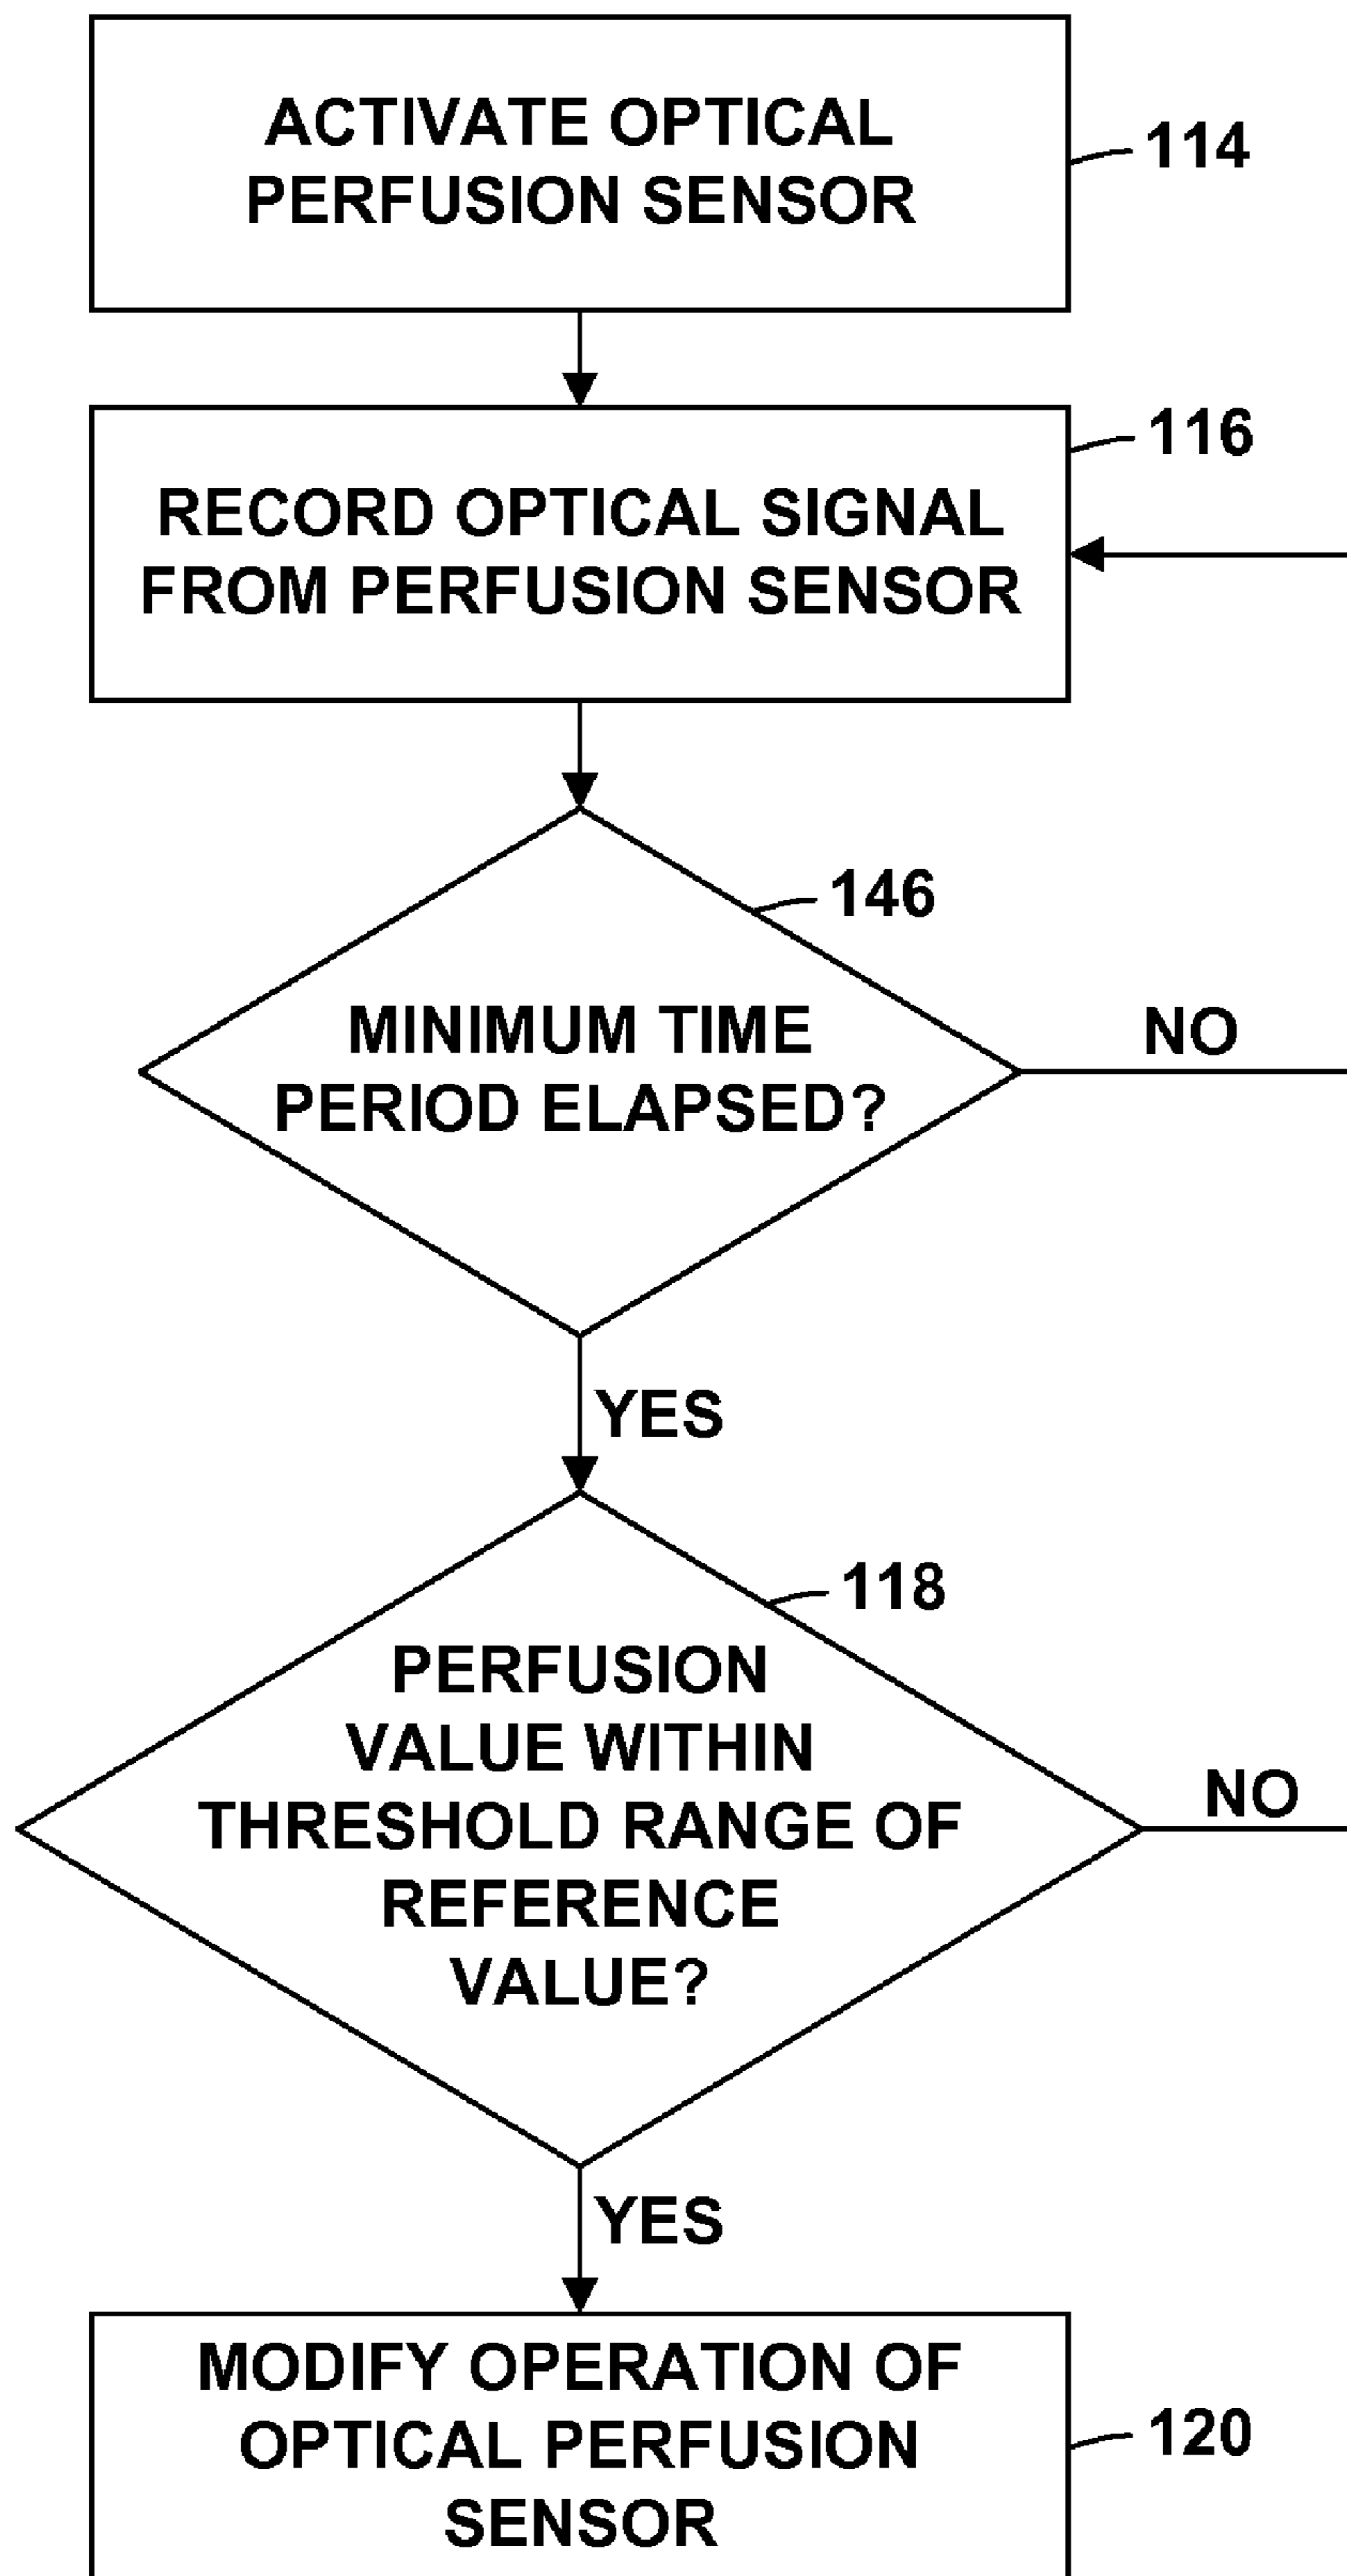 ACTIVATE OPTICAL
PERFUSION SENSOR
114
116
RECORD OPTICAL SIGNAL
FROM PERFUSION SENSOR
146
MINIMUM TIME
PERIOD ELAPSED?
NO
YES
118
PERFUSION
VALUE WITHIN
THRESHOLD RANGE OF
REFERENCE
VALUE?
NO
YES
MODIFY OPERATION OF
OPTICAL PERFUSION
SENSOR
120